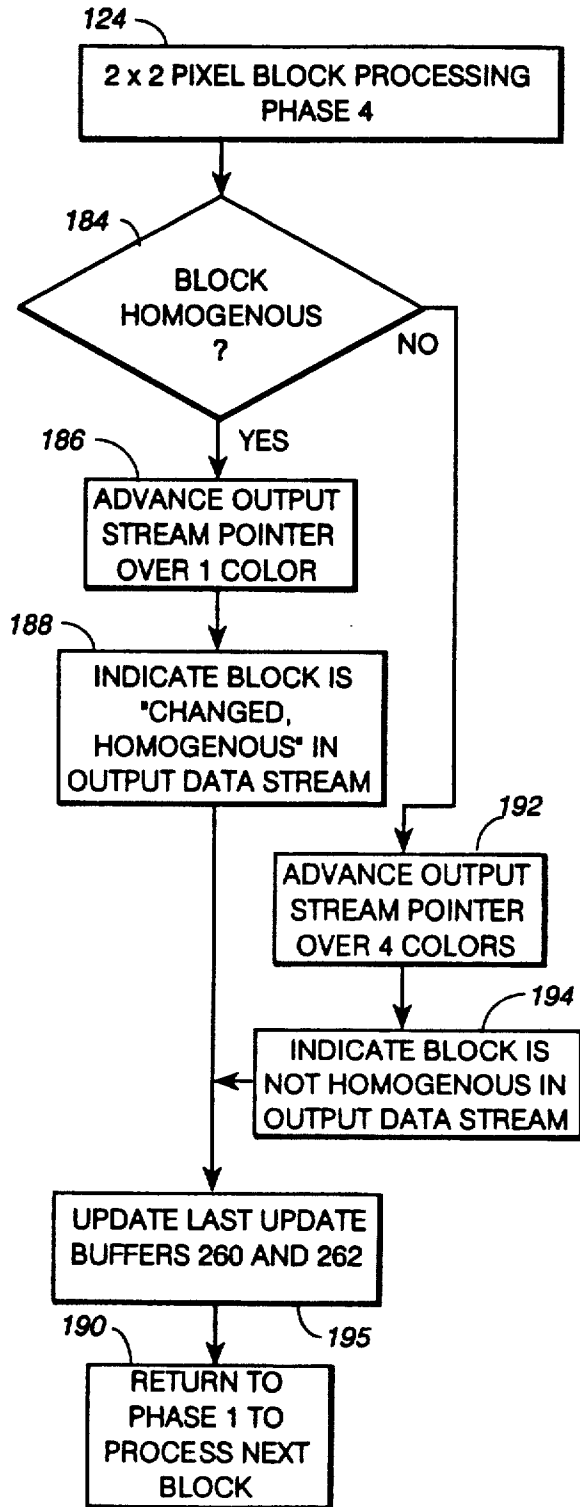 124
2 x 2 PIXEL BLOCK PROCESSING
PHASE 4
184
BLOCK
HOMOGENOUS
?
NO
YES
186
ADVANCE OUTPUT
STREAM POINTER
OVER 1 COLOR
188
INDICATE BLOCK IS
"CHANGED,
HOMOGENOUS" IN
OUTPUT DATA STREAM
192
ADVANCE OUTPUT
STREAM POINTER
OVER 4 COLORS
194
INDICATE BLOCK IS
NOT HOMOGENOUS IN
OUTPUT DATA STREAM
UPDATE LAST UPDATE
BUFFERS 260 AND 262
195
190
RETURN TO
PHASE 1 TO
PROCESS NEXT
BLOCK